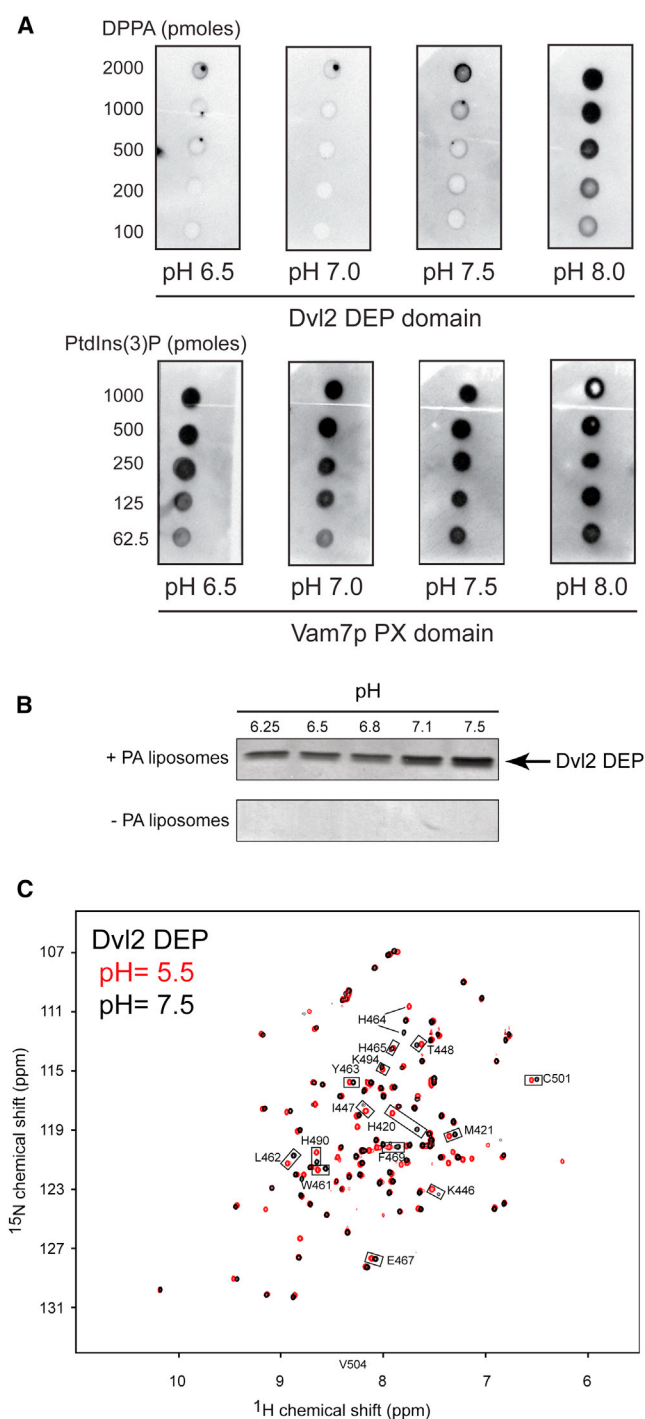 A
DPPA (pmoles)
2000
1000
500
200
100
pH 6.5 pH 7.0 pH 7.5 pH 8.0
Dvl2 DEP domain
PtdIns(3)P (pmoles)
1000
500
250
125
62.5
pH 6.5 pH 7.0 pH 7.5 pH 8.0
Vam7p PX domain
B
pH
6.25 6.5 6.8 7.1 7.5
+ PA liposomes
Dvl2 DEP
- PA liposomes
C
Dvl2 DEP
pH= 5.5
pH= 7.5
107
111
115
119
123
127
131
15N chemical shift (ppm)
H464
H465
T448
K494
Y463
C501
I447
H420
M421
H490
L462
F469
W461
K446
E467
V504
10 9 8 7 6
1H chemical shift (ppm)